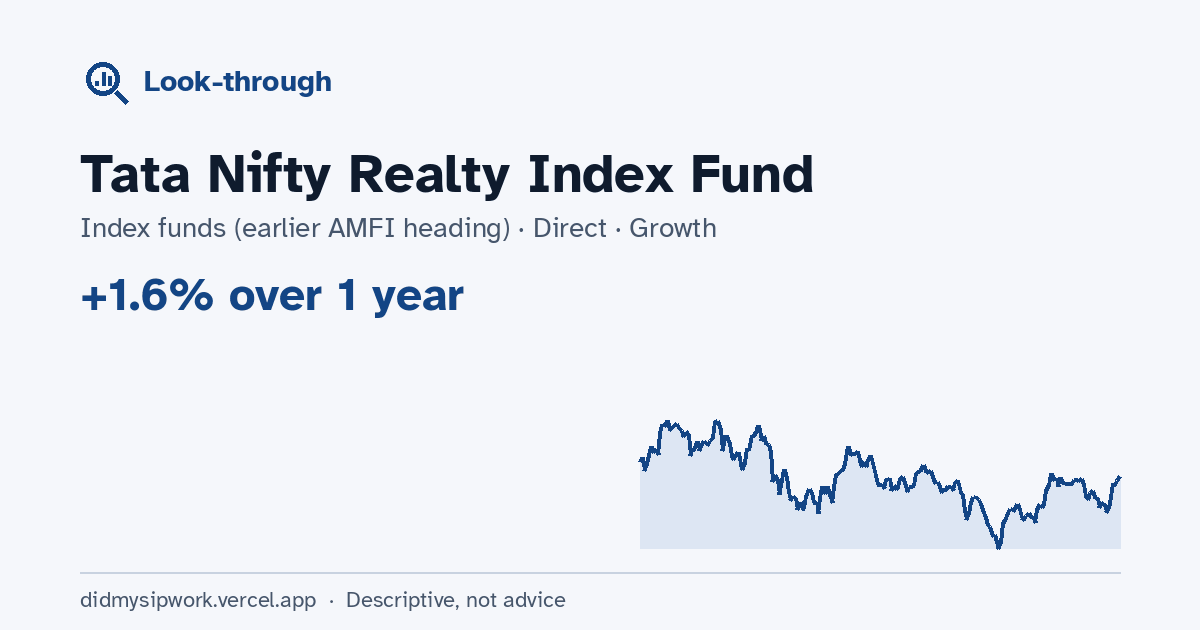 Look-through
Tata Nifty Realty Index Fund
Index funds (earlier AMFI heading) · Direct · Growth
+1.6% over 1 year
didmysipwork.vercel.app · Descriptive, not advice